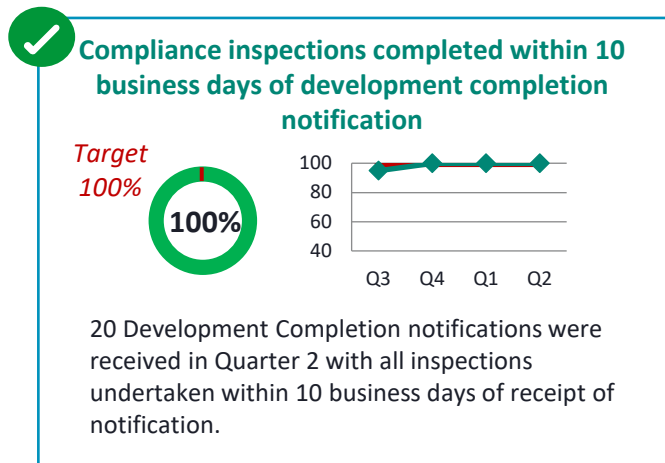 Compliance inspections completed within 10
business days of development completion
notification
Target
100%
100%
100
80
60
40
Q3 Q4 Q1 Q2
20 Development Completion notifications were
received in Quarter 2 with all inspections
undertaken within 10 business days of receipt of
notification.